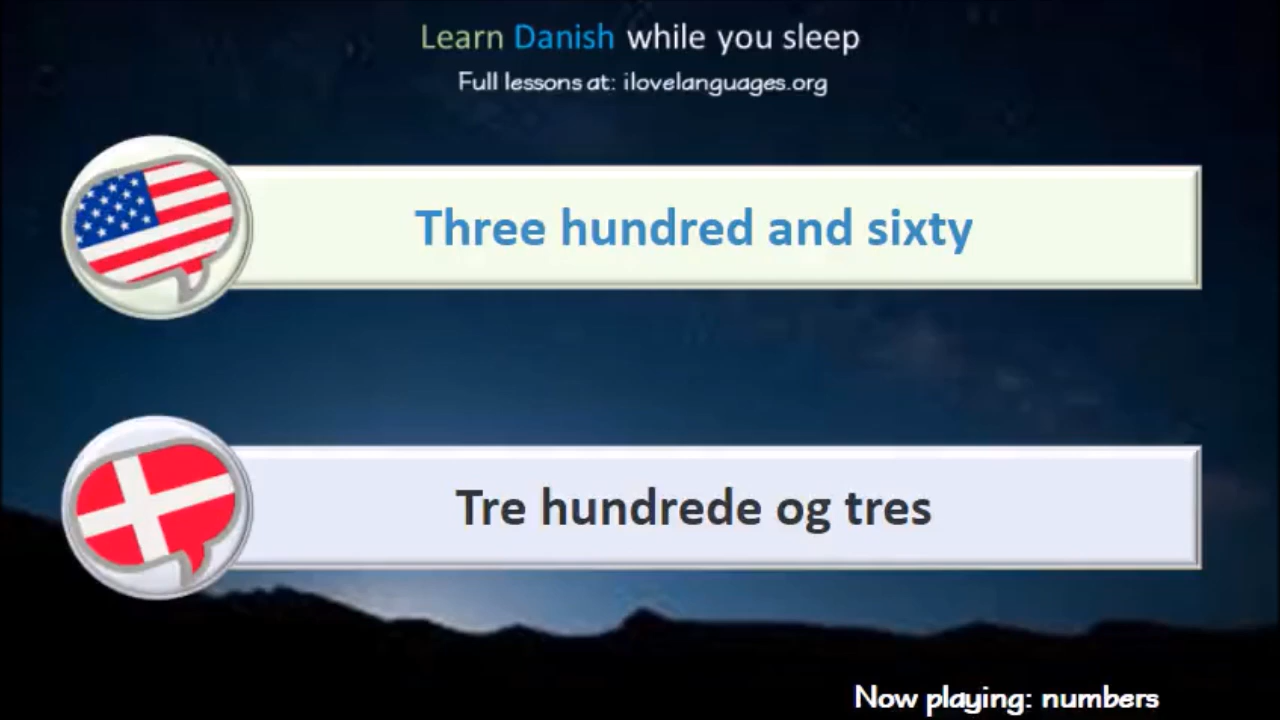 Learn Danish while you sleep
Full lessons at: ilovelanguages.org
Three hundred and sixty
Tre hundrede og tres
Now playing: numbers